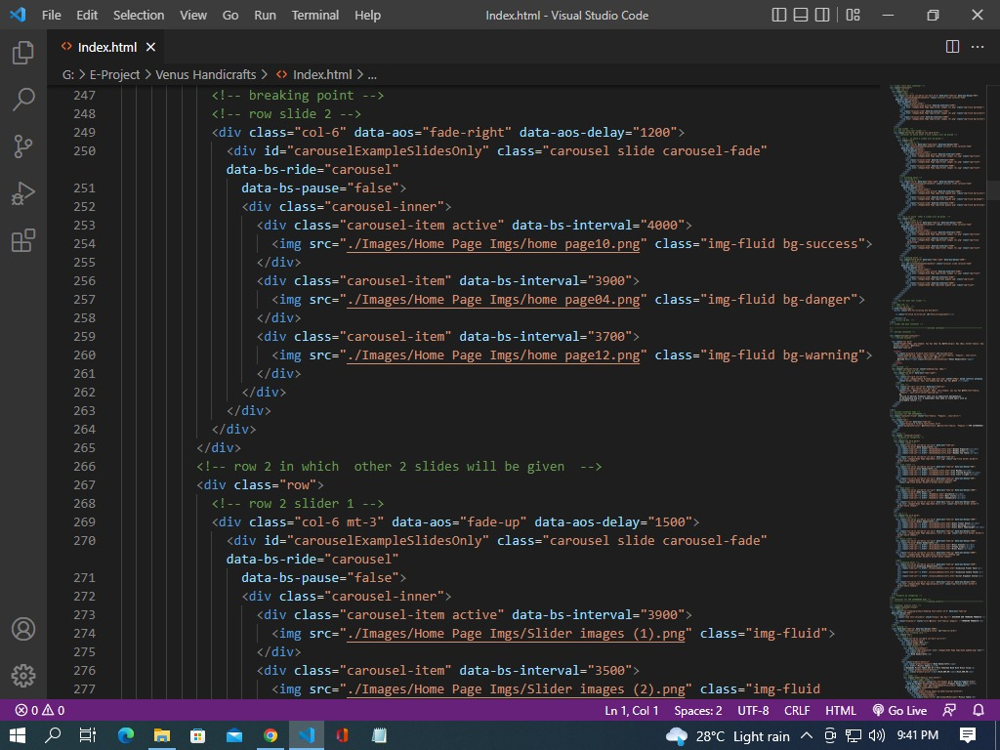 File Edit Selection View Go Run Terminal Help Index.html - Visual Studio Code
Index.html
G: > E-Project > Venus Handicrafts > Index.html > ...
247 <!-- breaking point -->
248 <!-- row slide 2 -->
249 <div class="col-6" data-aos="fade-right" data-aos-delay="1200">
250 <div id="carouselExampleSlidesOnly" class="carousel slide carousel-fade"
data-bs-ride="carousel"
251 data-bs-pause="false">
252 <div class="carousel-inner">
253 <div class="carousel-item active" data-bs-interval="4000">
254 <img src="./Images/Home Page Imgs/home page10.png" class="img-fluid bg-success">
255 </div>
256 <div class="carousel-item" data-bs-interval="3900">
257 <img src="./Images/Home Page Imgs/home page04.png" class="img-fluid bg-danger">
258 </div>
259 <div class="carousel-item" data-bs-interval="3700">
260 <img src="./Images/Home Page Imgs/home page12.png" class="img-fluid bg-warning">
261 </div>
262 </div>
263 </div>
264 </div>
265 </div>
266 <!-- row 2 in which  other 2 slides will be given  -->
267 <div class="row">
268 <!-- row 2 slider 1 -->
269 <div class="col-6 mt-3" data-aos="fade-up" data-aos-delay="1500">
270 <div id="carouselExampleSlidesOnly" class="carousel slide carousel-fade"
data-bs-ride="carousel"
271 data-bs-pause="false">
272 <div class="carousel-inner">
273 <div class="carousel-item active" data-bs-interval="3900">
274 <img src="./Images/Home Page Imgs/Slider images (1).png" class="img-fluid">
275 </div>
276 <div class="carousel-item" data-bs-interval="3500">
277 <img src="./Images/Home Page Imgs/Slider images (2).png" class="img-fluid
0 0 Ln 1, Col 1 Spaces: 2 UTF-8 CRLF HTML Go Live
28°C Light rain 9:41 PM